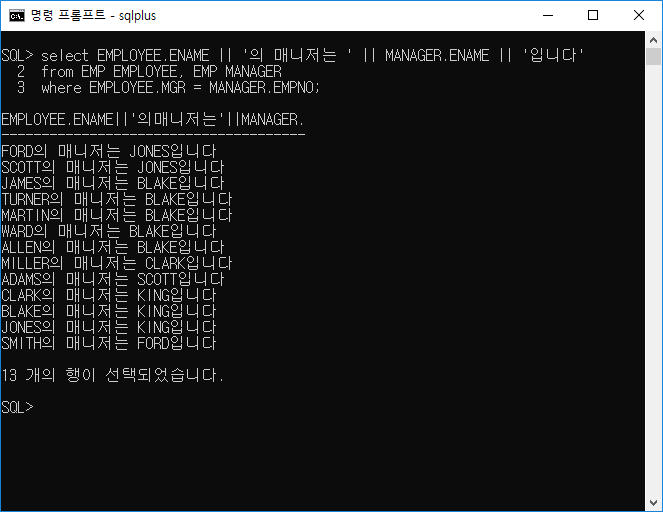 명령 프롬프트 - sqlplus
SQL> select EMPLOYEE.ENAME || '의 매니저는 ' || MANAGER.ENAME || '입니다'
2 from EMP EMPLOYEE, EMP MANAGER
3 where EMPLOYEE.MGR = MANAGER.EMPNO;
EMPLOYEE.ENAME||'의매니저는'||MANAGER.
--------------------------------------
FORD의 매니저는 JONES입니다
SCOTT의 매니저는 JONES입니다
JAMES의 매니저는 BLAKE입니다
TURNER의 매니저는 BLAKE입니다
MARTIN의 매니저는 BLAKE입니다
WARD의 매니저는 BLAKE입니다
ALLEN의 매니저는 BLAKE입니다
MILLER의 매니저는 CLARK입니다
ADAMS의 매니저는 SCOTT입니다
CLARK의 매니저는 KING입니다
BLAKE의 매니저는 KING입니다
JONES의 매니저는 KING입니다
SMITH의 매니저는 FORD입니다
13 개의 행이 선택되었습니다.
SQL>